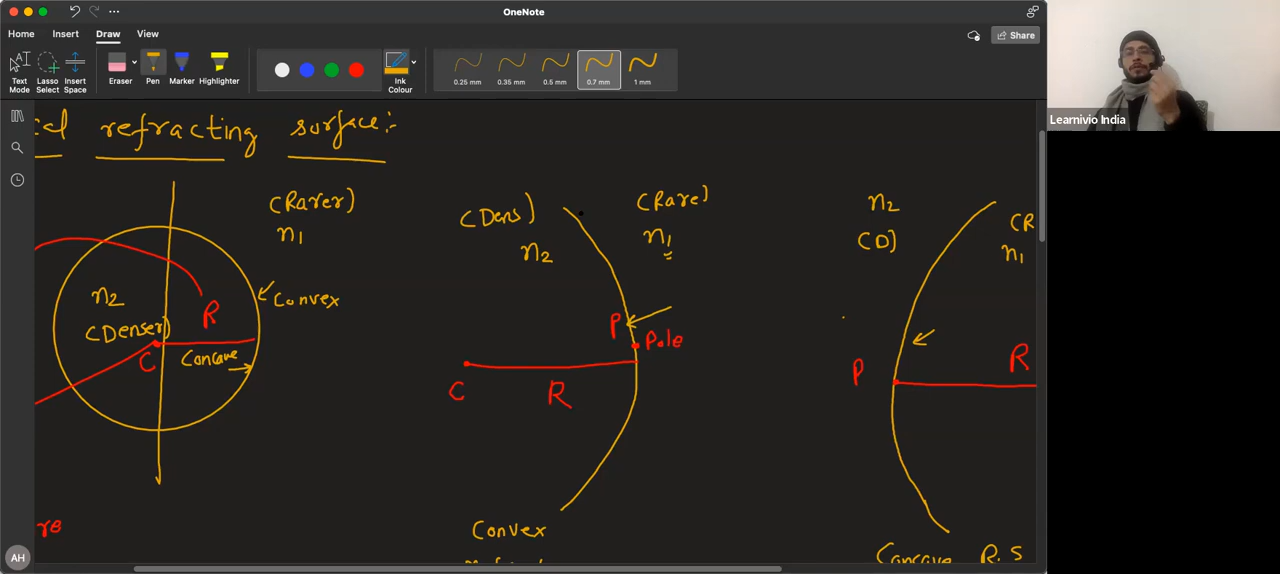 OneNote
Home Insert Draw View
Share
Text Mode
Lasso Select
Insert Space
Eraser
Pen
Marker
Highlighter
Ink Colour
0.25 mm
0.35 mm
0.5 mm
0.7 mm
1 mm
Learnivio India
cal refracting surface:-
(Rarer)
n1
n2
(Denser)
R
C
Convex
Concave
(Dens)
n2
(Rare)
n1
P
Pole
C
R
Convex
n2
(D)
(R
n1
P
R
Concave R.S
re
AH